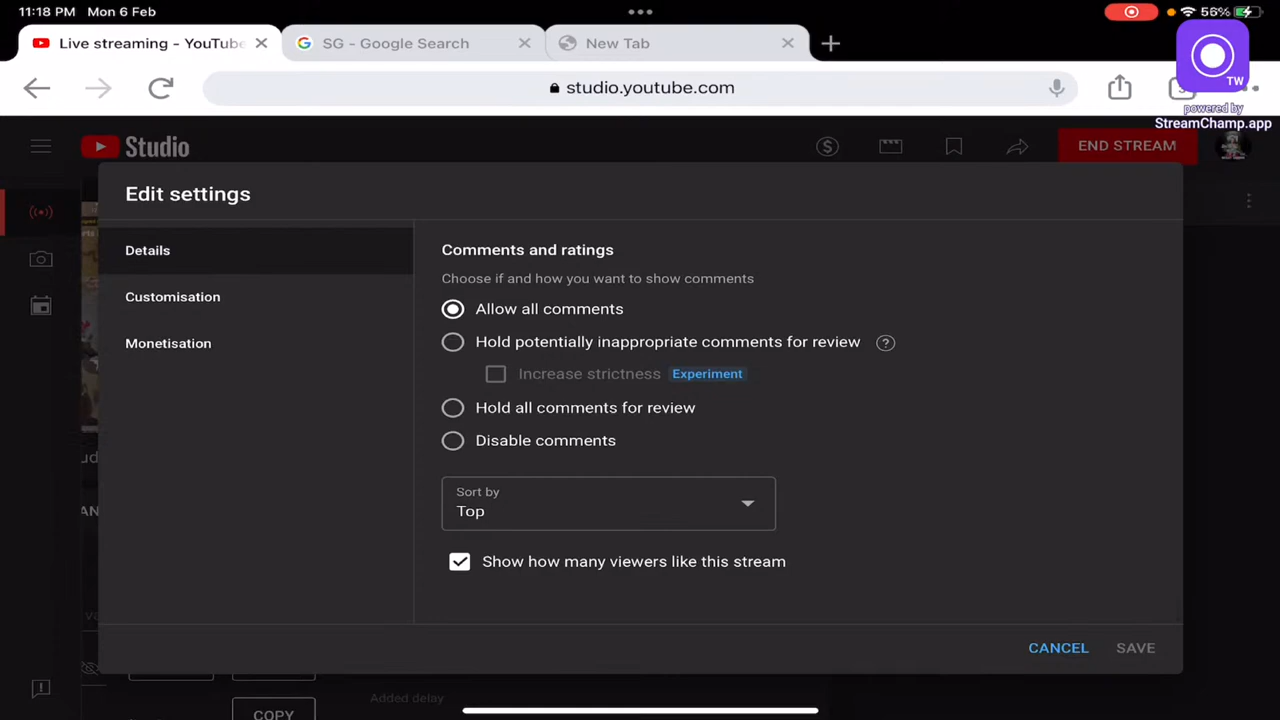 11:18 PM Mon 6 Feb
56%
Live streaming - YouTube
SG - Google Search
New Tab
studio.youtube.com
TW
powered by
StreamChamp.app
Studio
END STREAM
Edit settings
Details
Customisation
Monetisation
Comments and ratings
Choose if and how you want to show comments
Allow all comments
Hold potentially inappropriate comments for review
Increase strictness Experiment
Hold all comments for review
Disable comments
Sort by
Top
Show how many viewers like this stream
CANCEL SAVE
Added delay
COPY